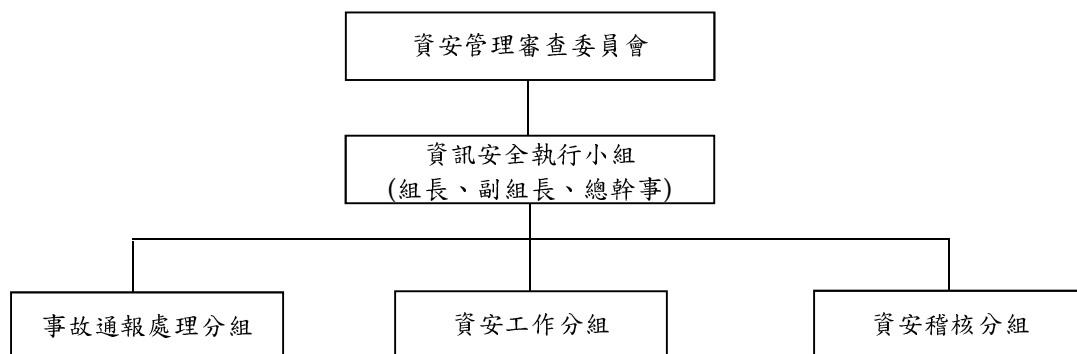 資安管理審查委員會
資訊安全執行小組
(組長、副組長、總幹事)
事故通報處理分組
資安工作分組
資安稽核分組